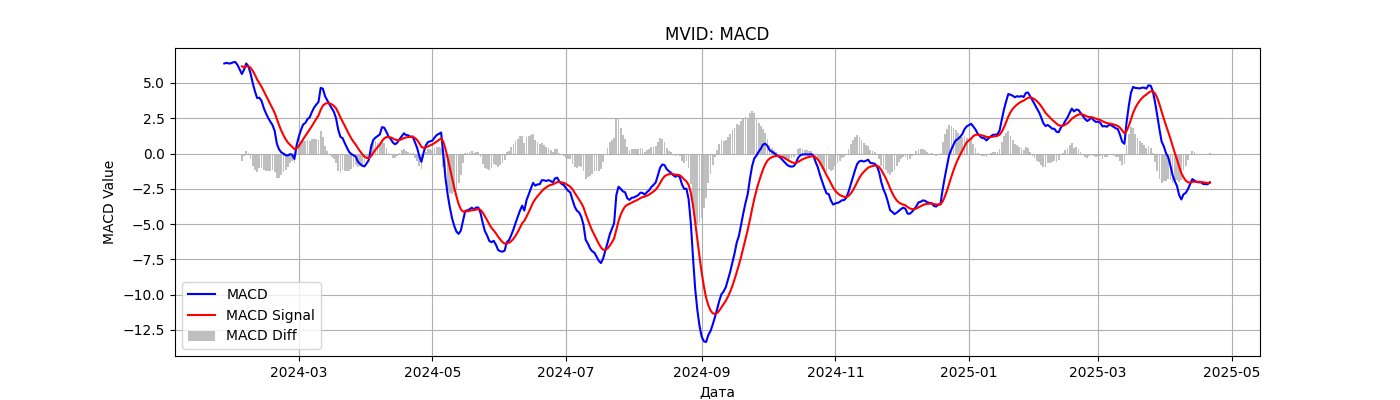 MVID: MACD
MACD Value
5.0
2.5
0.0
−2.5
−5.0
−7.5
−10.0
−12.5
MACD
MACD Signal
MACD Diff
2024-03
2024-05
2024-07
2024-09
2024-11
2025-01
2025-03
2025-05
Дата